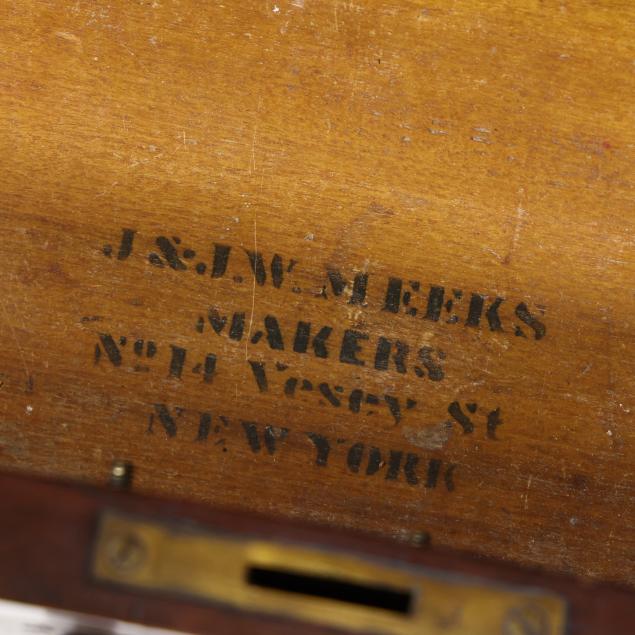 J & J.W. MEEKS
MAKERS
No 14 Vesey St
NEW YORK